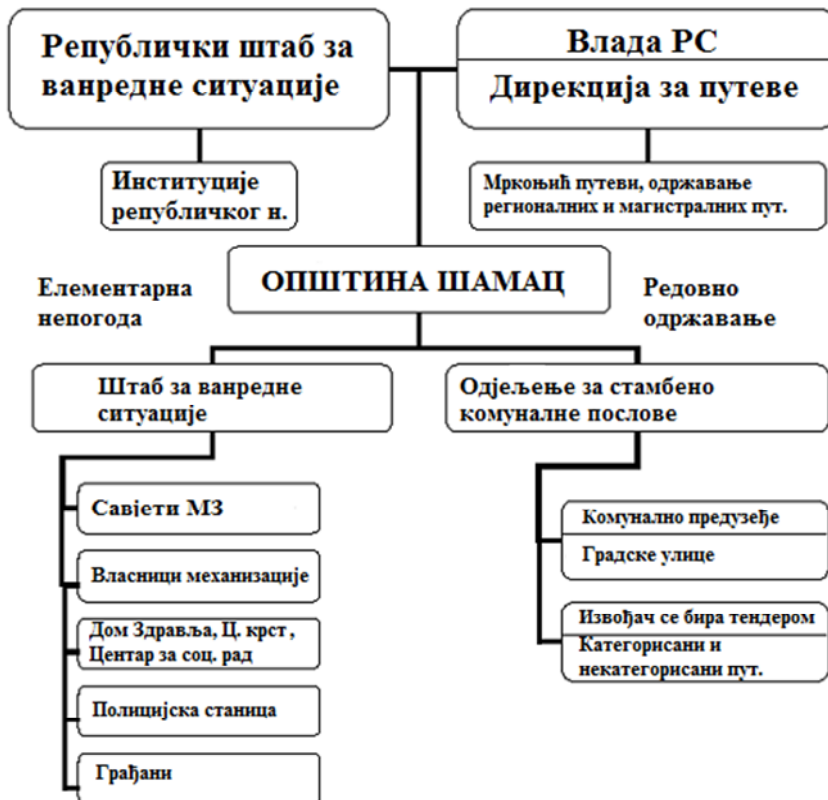 Републички штаб за
ванредне ситуације
Влада РС
Дирекција за путеве
Институције
републичког н.
Мркоњић путеви, одржавање
регионалних и магистралних пут.
ОПШТИНА ШАМАЦ
Елементарна
непогода
Редовно
одржавање
Штаб за ванредне
ситуације
Одјељење за стамбено
комуналне послове
Савјети МЗ
Власници механизације
Дом Здравља, Ц. крст ,
Центар за соц. рад
Полицијска станица
Грађани
Комунално предузеђе
Градске улице
Извођач се бира тендером
Категорисани и
некатегорисани пут.